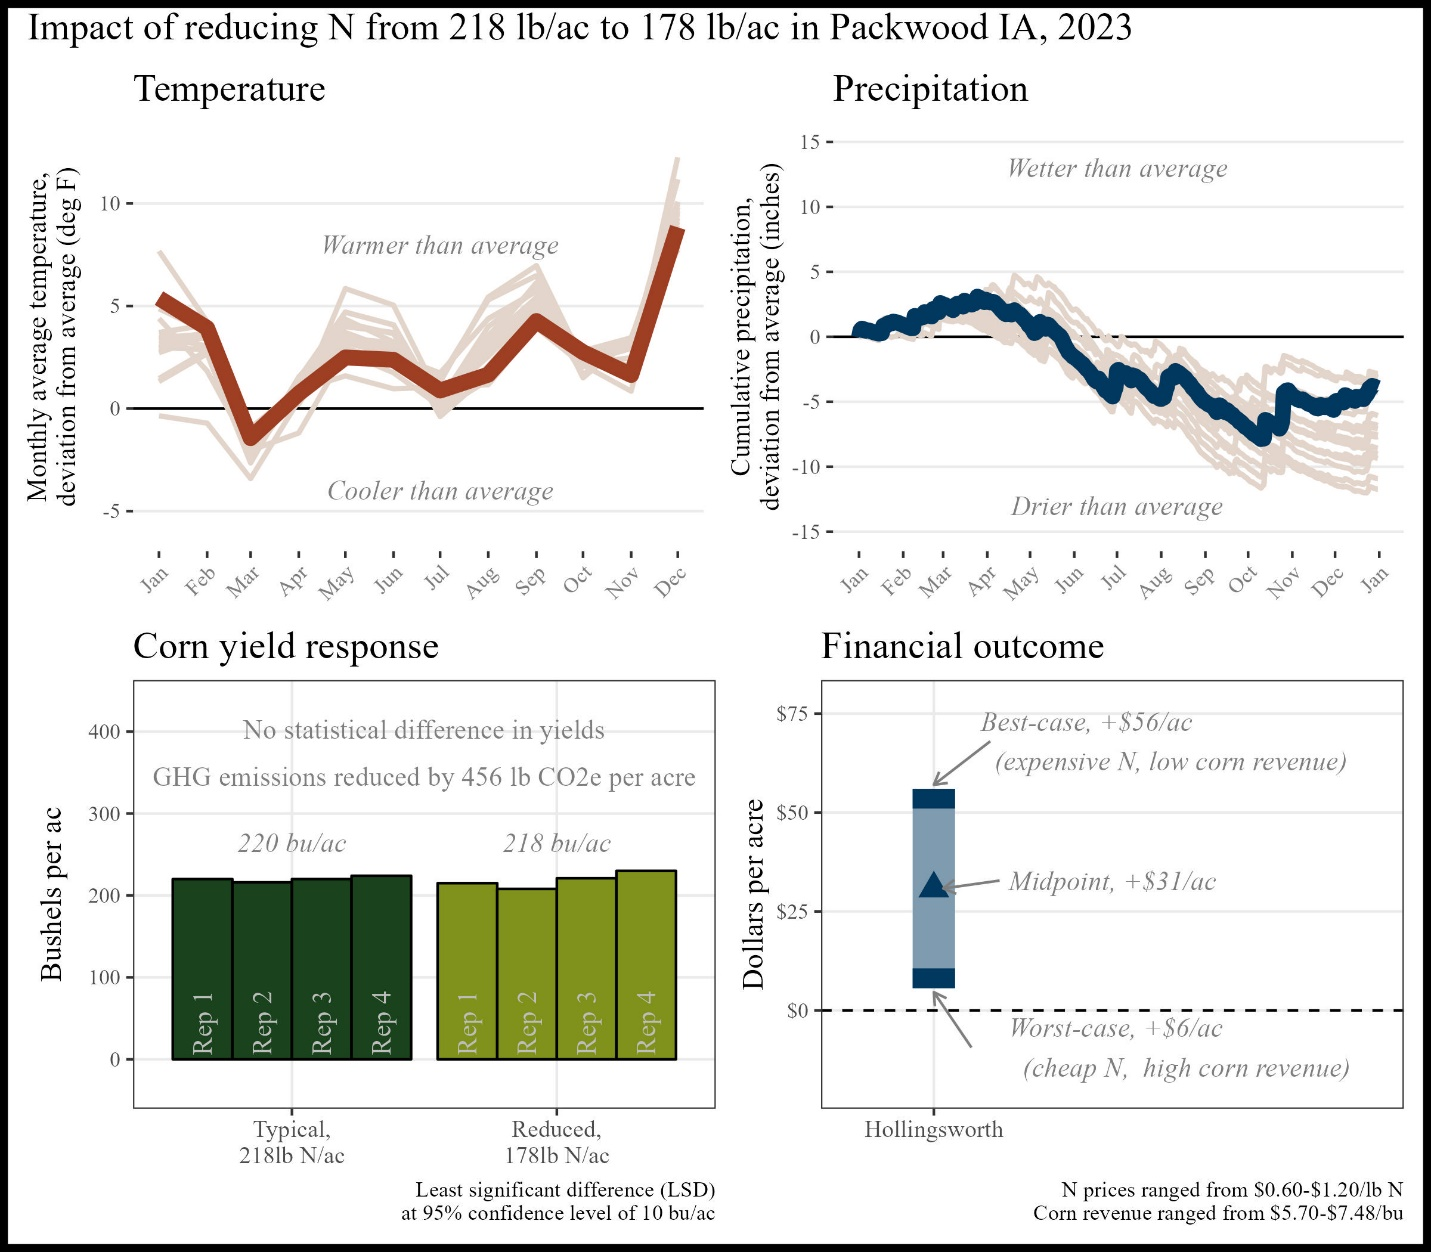 Impact of reducing N from 218 lb/ac to 178 lb/ac in Packwood IA, 2023
Temperature
Monthly average temperature,
deviation from average (deg F)
10
5
0
-5
Warmer than average
Cooler than average
Jan
Feb
Mar
Apr
May
Jun
Jul
Aug
Sep
Oct
Nov
Dec
Precipitation
Cumulative precipitation,
deviation from average (inches)
15
10
5
0
-5
-10
-15
Wetter than average
Drier than average
Jan
Feb
Mar
Apr
May
Jun
Jul
Aug
Sep
Oct
Nov
Dec
Jan
Corn yield response
Bushels per ac
400
300
200
100
0
No statistical difference in yields
GHG emissions reduced by 456 lb CO2e per acre
220 bu/ac
218 bu/ac
Rep 1
Rep 2
Rep 3
Rep 4
Rep 1
Rep 2
Rep 3
Rep 4
Typical,
218lb N/ac
Reduced,
178lb N/ac
Least significant difference (LSD)
at 95% confidence level of 10 bu/ac
Financial outcome
Dollars per acre
$75
$50
$25
$0
Best-case, +$56/ac
(expensive N, low corn revenue)
Midpoint, +$31/ac
Worst-case, +$6/ac
(cheap N,  high corn revenue)
Hollingsworth
N prices ranged from $0.60-$1.20/lb N
Corn revenue ranged from $5.70-$7.48/bu